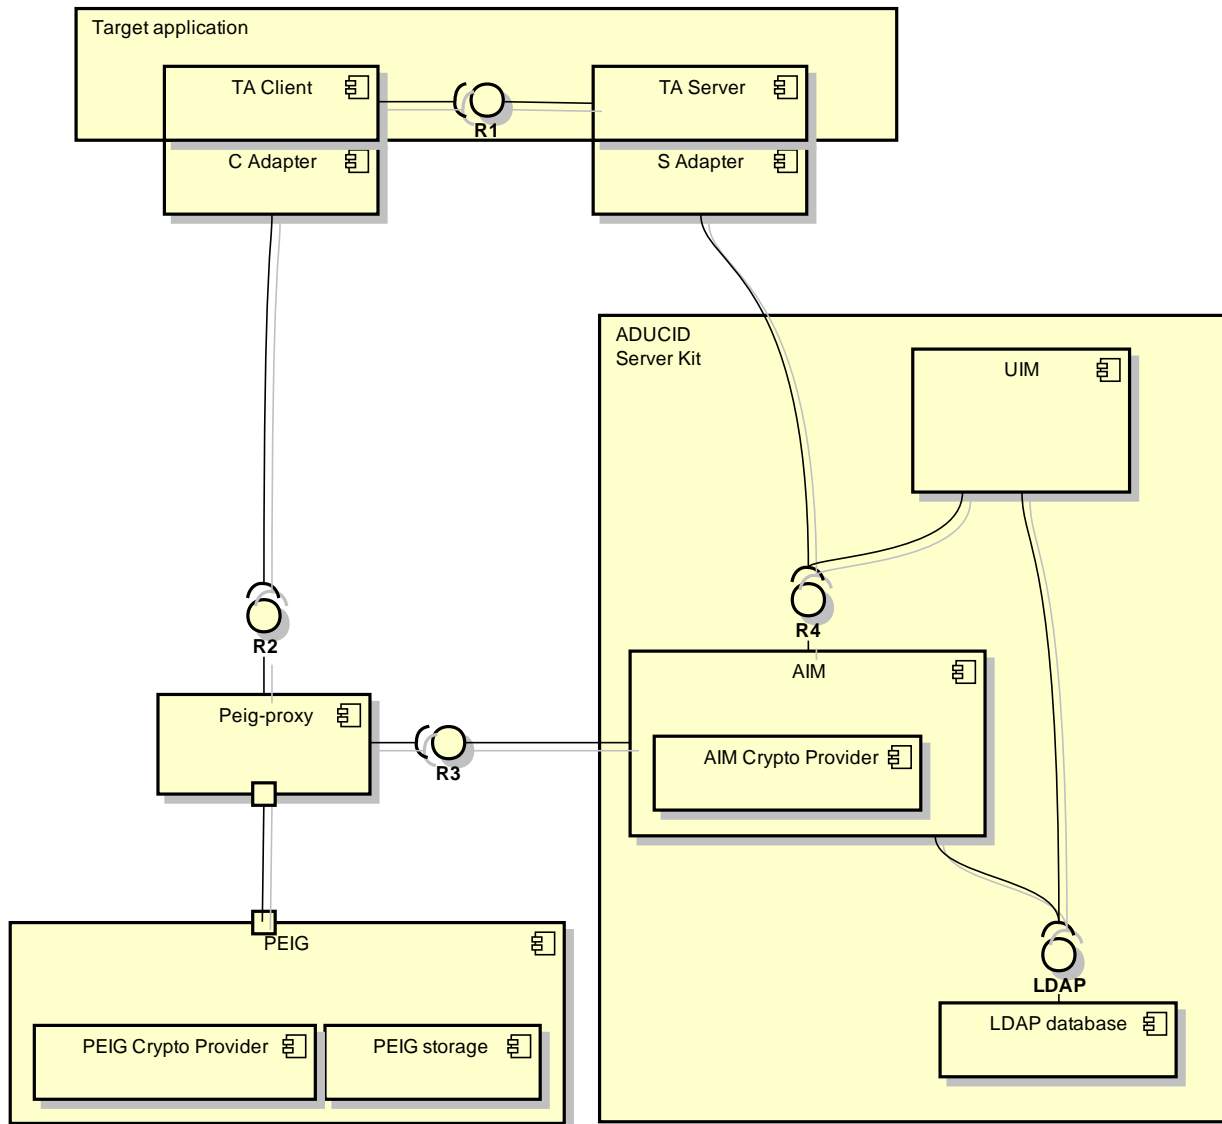 Target application
TA Client
TA Server
R1
C Adapter
S Adapter
ADUCID
Server Kit
UIM
R4
R2
AIM
Peig-proxy
R3
AIM Crypto Provider
PEIG
LDAP
LDAP database
PEIG Crypto Provider
PEIG storage